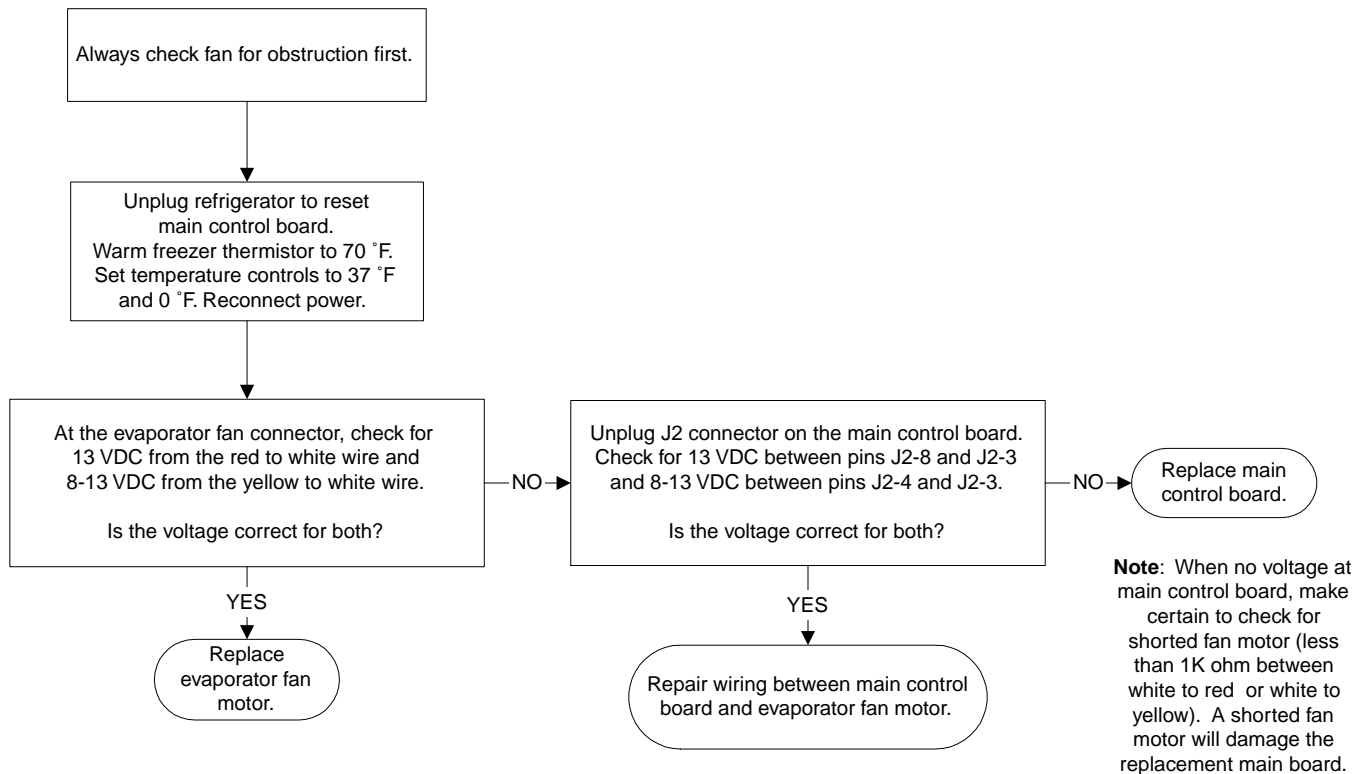 Always check fan for obstruction first.
Unplug refrigerator to reset
main control board.
Warm freezer thermistor to 70 ˚F.
Set temperature controls to 37 ˚F
and 0 ˚F. Reconnect power.
At the evaporator fan connector, check for
13 VDC from the red to white wire and
8-13 VDC from the yellow to white wire.
Is the voltage correct for both?
NO
Unplug J2 connector on the main control board.
Check for 13 VDC between pins J2-8 and J2-3
and 8-13 VDC between pins J2-4 and J2-3.
Is the voltage correct for both?
NO
Replace main
control board.
YES
Replace
evaporator fan
motor.
YES
Repair wiring between main control
board and evaporator fan motor.
Note: When no voltage at
main control board, make
certain to check for
shorted fan motor (less
than 1K ohm between
white to red or white to
yellow). A shorted fan
motor will damage the
replacement main board.